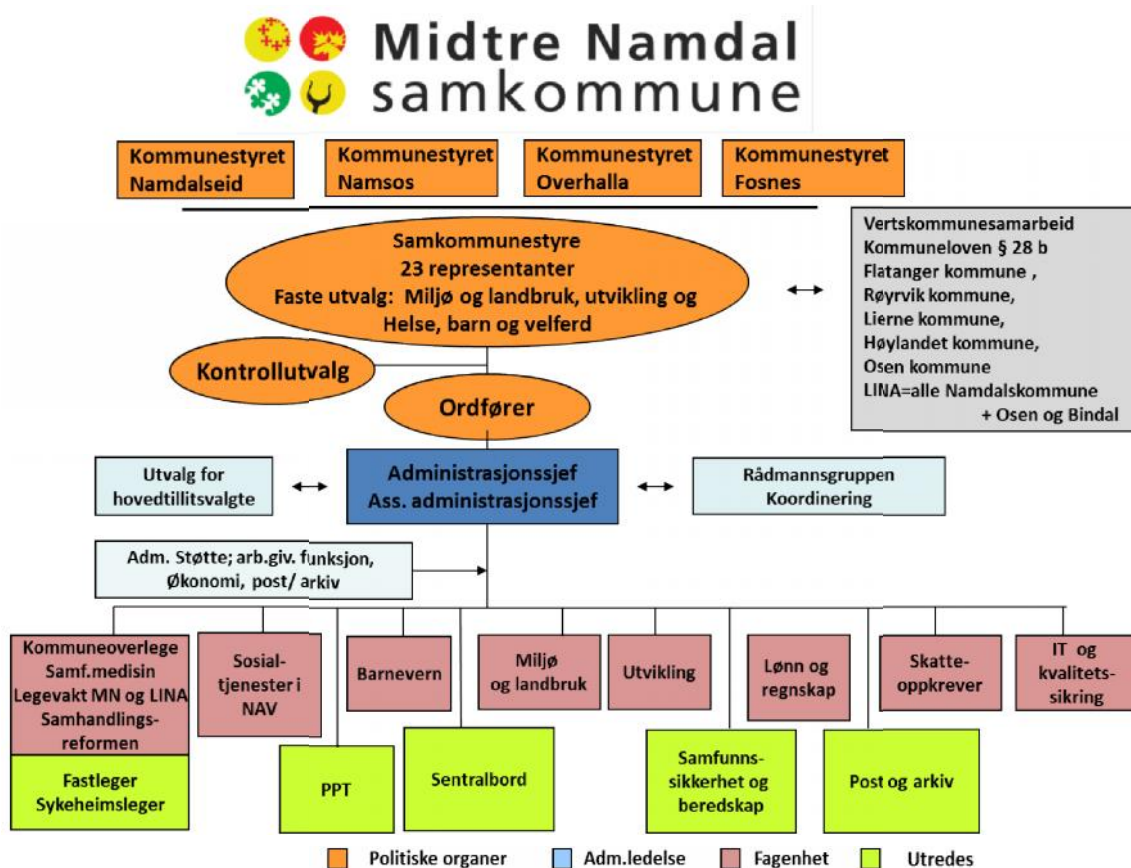 Midtre Namdal
samkommune
Kommunestyret
Namdalseid
Kommunestyret
Namsos
Kommunestyret
Overhalla
Kommunestyret
Fosnes
Samkommunestyre
23 representanter
Faste utvalg: Miljø og landbruk, utvikling og
Helse, barn og velferd
Vertskommunesamarbeid
Kommuneloven § 28 b
Flatanger kommune ,
Røyrvik kommune,
Lierne kommune,
Høylandet kommune,
Osen kommune
LINA=alle Namdalskommune
+ Osen og Bindal
Kontrollutvalg
Ordfører
Utvalg for
hovedtillitsvalgte
Administrasjonssjef
Ass. administrasjonssjef
Rådmannsgruppen
Koordinering
Adm. Støtte; arb.giv. funksjon,
Økonomi, post/ arkiv
Kommuneoverlege
Samf.medisin
Legevakt MN og LINA
Samhandlings-
reformen
Sosial-
tjenester i
NAV
Barnevern
Miljø
og landbruk
Utvikling
Lønn og
regnskap
Skatte-
oppkrever
IT og
kvalitets-
sikring
Fastleger
Sykeheimsleger
PPT
Sentralbord
Samfunns-
sikkerhet og
beredskap
Post og arkiv
Politiske organer
Adm.ledelse
Fagenhet
Utredes